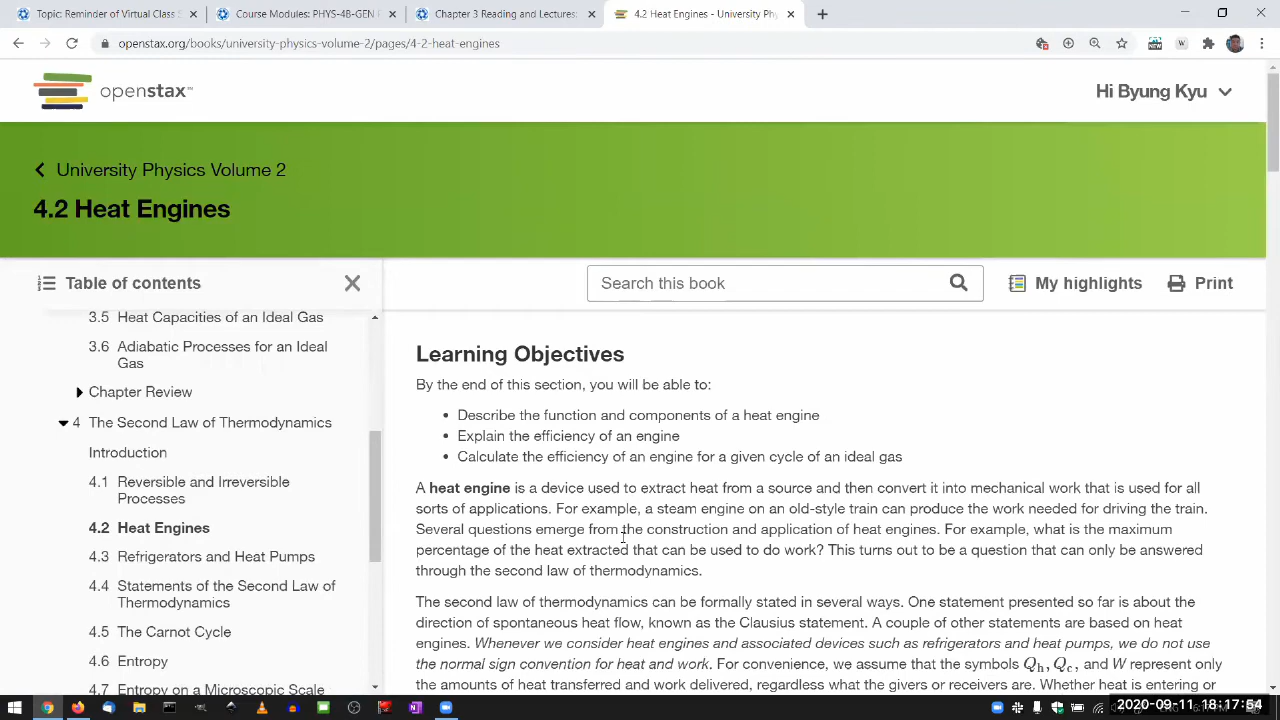 Topic Reminder of Virtual Class S
Course Modules: PHYS-4B-GEN F
Chapter 3 Reading and Lectures:
4.2 Heat Engines - University Phy
openstax.org/books/university-physics-volume-2/pages/4-2-heat_engines
NEW
W
openstax™
Hi Byung Kyu
University Physics Volume 2
4.2 Heat Engines
Table of contents
Search this book
My highlights
Print
3.5 Heat Capacities of an Ideal Gas
3.6 Adiabatic Processes for an Ideal
Gas
Chapter Review
4 The Second Law of Thermodynamics
Introduction
4.1 Reversible and Irreversible
Processes
4.2 Heat Engines
4.3 Refrigerators and Heat Pumps
4.4 Statements of the Second Law of
Thermodynamics
4.5 The Carnot Cycle
4.6 Entropy
4.7 Entropy on a Microscopic Scale
Learning Objectives
By the end of this section, you will be able to:
• Describe the function and components of a heat engine
• Explain the efficiency of an engine
• Calculate the efficiency of an engine for a given cycle of an ideal gas
A heat engine is a device used to extract heat from a source and then convert it into mechanical work that is used for all
sorts of applications. For example, a steam engine on an old-style train can produce the work needed for driving the train.
Several questions emerge from the construction and application of heat engines. For example, what is the maximum
percentage of the heat extracted that can be used to do work? This turns out to be a question that can only be answered
through the second law of thermodynamics.
The second law of thermodynamics can be formally stated in several ways. One statement presented so far is about the
direction of spontaneous heat flow, known as the Clausius statement. A couple of other statements are based on heat
engines. Whenever we consider heat engines and associated devices such as refrigerators and heat pumps, we do not use
the normal sign convention for heat and work. For convenience, we assume that the symbols Qh, Qc, and W represent only
the amounts of heat transferred and work delivered, regardless what the givers or receivers are. Whether heat is entering or
2020-09-11 18:17:54